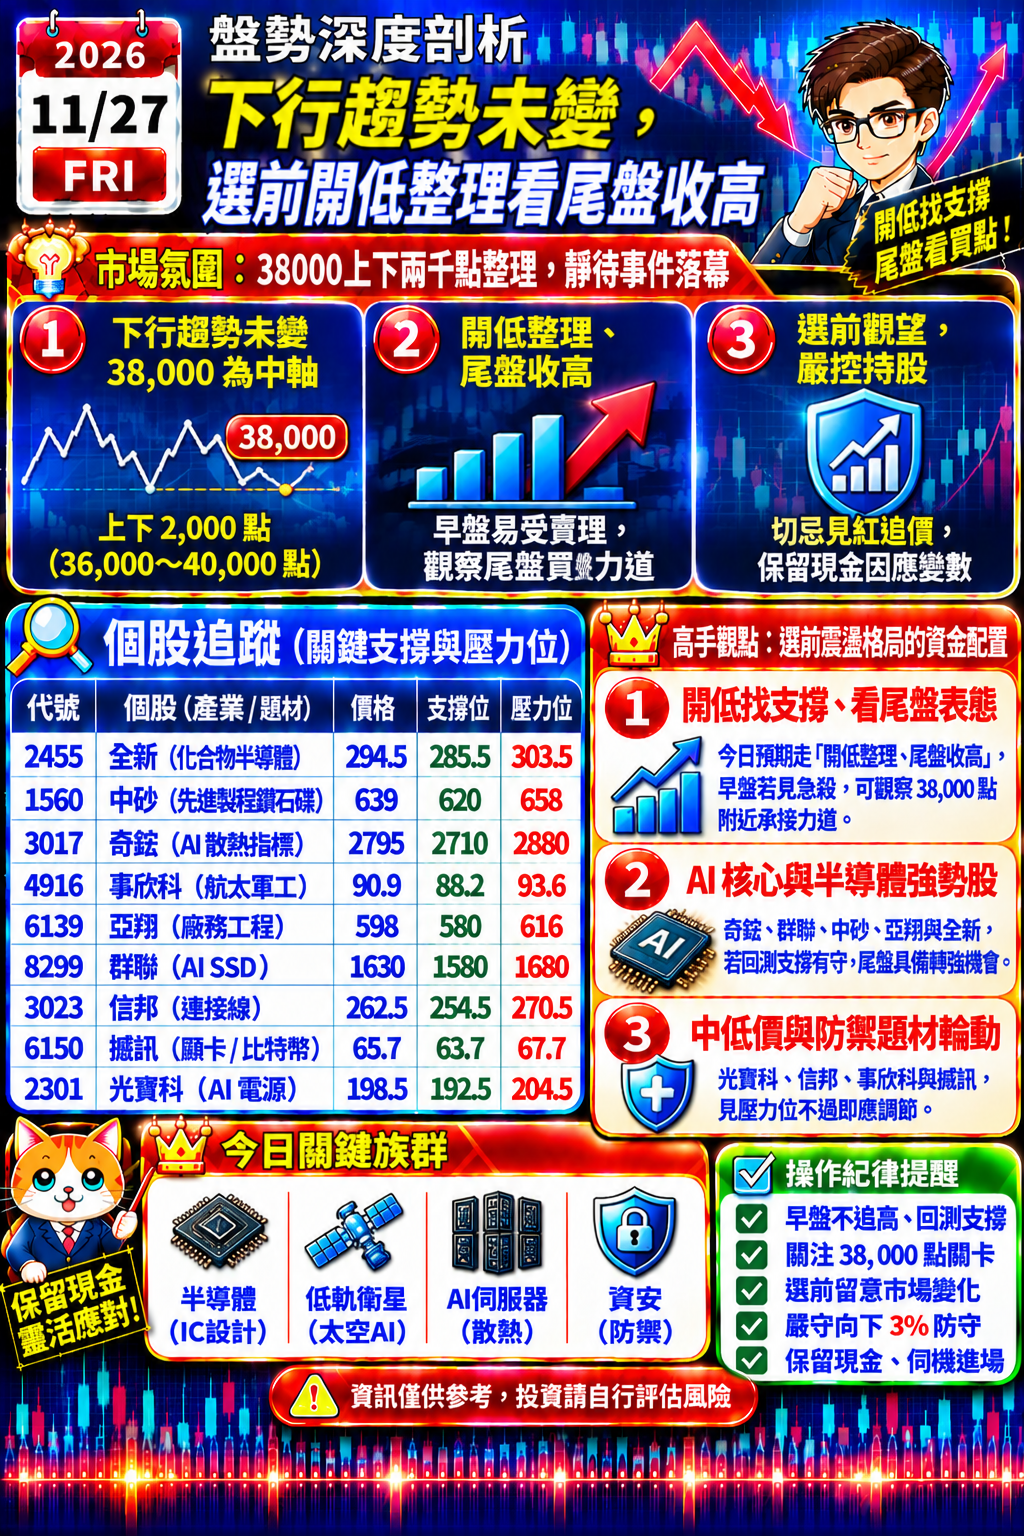 2026
11/27
FRI
盤勢深度剖析
下行趨勢未變，
選前開低整理看尾盤收高
開低找支撐
尾盤看買點！
市場氛圍：38000上下兩千點整理，靜待事件落幕
1
下行趨勢未變
38,000 為中軸
38,000
上下 2,000 點
（36,000～40,000 點）
2
開低整理、
尾盤收高
早盤易受賣理，
觀察尾盤買力道
3
選前觀望，
嚴控持股
切忌見紅追價，
保留現金因應變數
個股追蹤（關鍵支撐與壓力位）
代號 個股（產業/題材） 價格 支撐位 壓力位
2455 全新（化合物半導體） 294.5 285.5 303.5
1560 中砂（先進製程鑽石碟） 639 620 658
3017 奇鋐（AI 散熱指標） 2795 2710 2880
4916 事欣科（航太軍工） 90.9 88.2 93.6
6139 亞翔（廠務工程） 598 580 616
8299 群聯（AI SSD） 1630 1580 1680
3023 信邦（連接線） 262.5 254.5 270.5
6150 撼訊（顯卡/比特幣） 65.7 63.7 67.7
2301 光寶科（AI 電源） 198.5 192.5 204.5
高手觀點：選前震盪格局的資金配置
1
開低找支撐、看尾盤表態
今日預期走「開低整理、尾盤收高」，
早盤若見急殺，可觀察 38,000 點
附近承接力道。
2
AI 核心與半導體強勢股
AI
奇鋐、群聯、中砂、亞翔與全新，
若回測支撐有守，尾盤具備轉強機會。
3
中低價與防禦題材輪動
光寶科、信邦、事欣科與撼訊，
見壓力位不過即應調節。
今日關鍵族群
半導體
（IC設計）
低軌衛星
（太空AI）
AI伺服器
（散熱）
資安
（防禦）
保留現金
靈活應對！
操作紀律提醒
早盤不追高、回測支撐
關注 38,000 點關卡
選前留意市場變化
嚴守向下 3% 防守
保留現金、伺機進場
資訊僅供參考，投資請自行評估風險